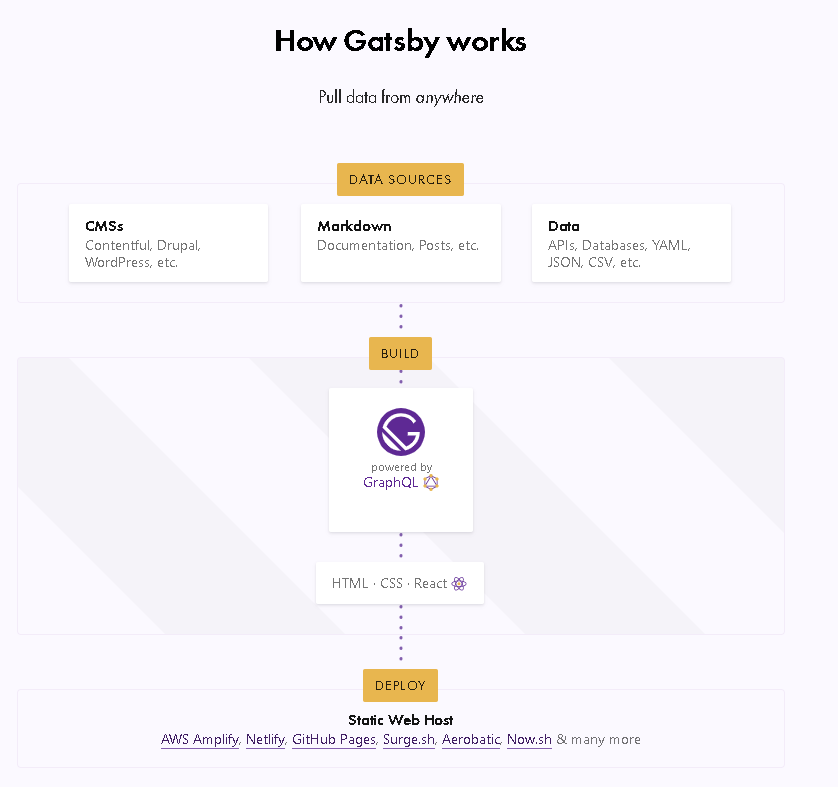 How Gatsby works
Pull data from anywhere
DATA SOURCES
CMSs
Contentful, Drupal,
WordPress, etc.
Markdown
Documentation, Posts, etc.
Data
APIs, Databases, YAML,
JSON, CSV, etc.
BUILD
powered by
GraphQL
HTML · CSS · React
DEPLOY
Static Web Host
AWS Amplify, Netlify, GitHub Pages, Surge.sh, Aerobatic, Now.sh & many more